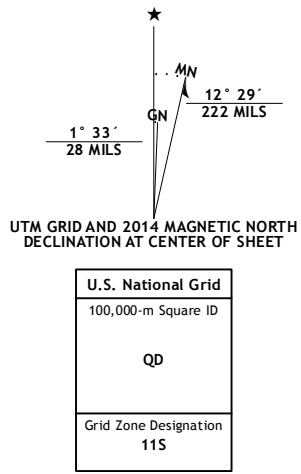 ★
MN
GN
12° 29´
222 MILS
1° 33´
28 MILS
UTM GRID AND 2014 MAGNETIC NORTH
DECLINATION AT CENTER OF SHEET
U.S. National Grid
100,000-m Square ID
QD
Grid Zone Designation
11S